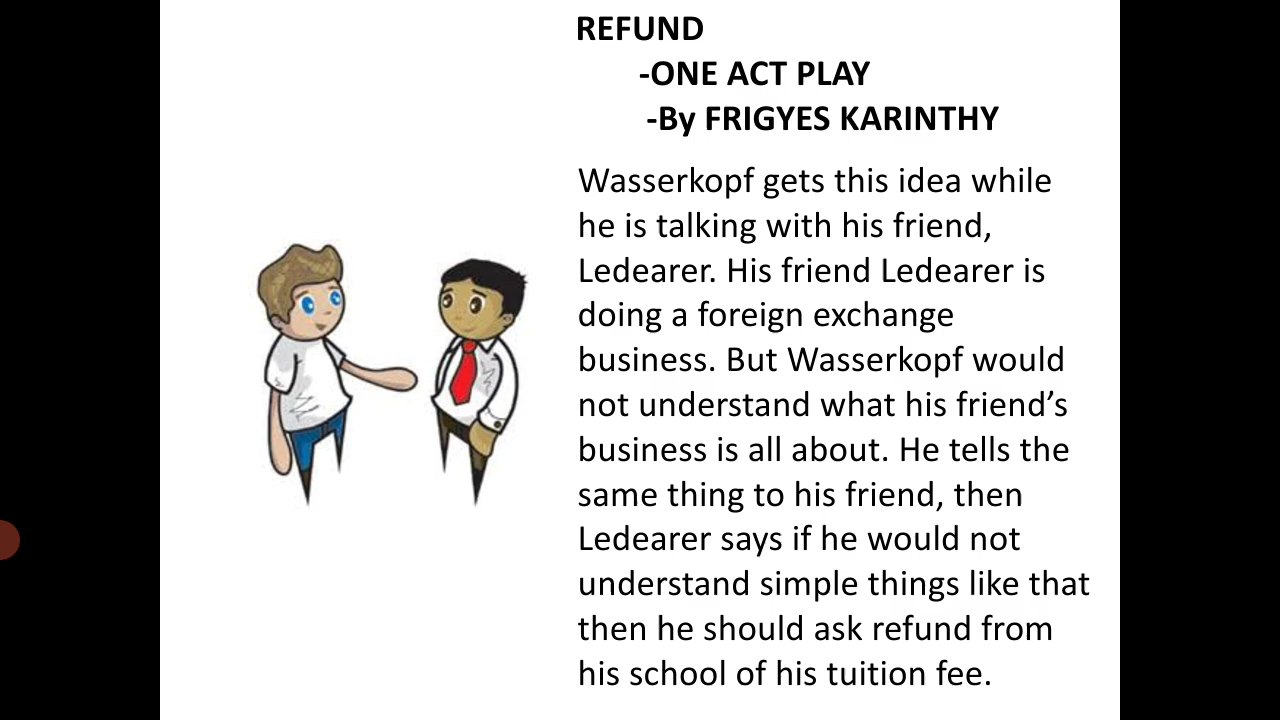 REFUND
-ONE ACT PLAY
-By FRIGYES KARINTHY
Wasserkopf gets this idea while
he is talking with his friend,
Ledearer. His friend Ledearer is
doing a foreign exchange
business. But Wasserkopf would
not understand what his friend’s
business is all about. He tells the
same thing to his friend, then
Ledearer says if he would not
understand simple things like that
then he should ask refund from
his school of his tuition fee.